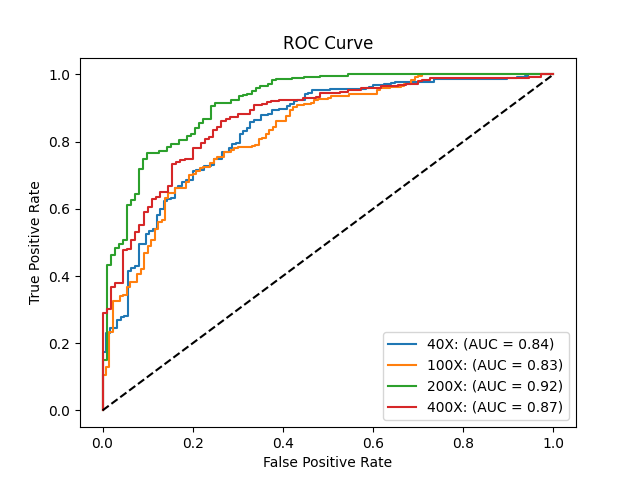 ROC Curve
True Positive Rate
1.0
0.8
0.6
0.4
0.2
0.0
40X: (AUC = 0.84)
100X: (AUC = 0.83)
200X: (AUC = 0.92)
400X: (AUC = 0.87)
0.0 0.2 0.4 0.6 0.8 1.0
False Positive Rate